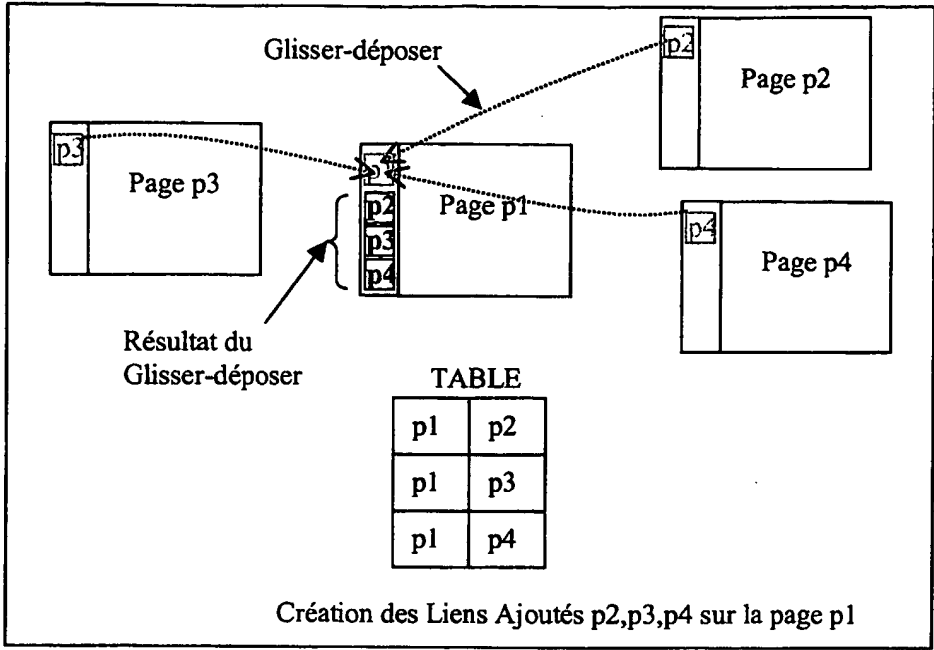 Glisser-déposer
p2
Page p2
p3
Page p3
p
p2
p3
p4
Page p1
p4
Page p4
Résultat du
Glisser-déposer
TABLE
p1 p2
p1 p3
p1 p4
Création des Liens Ajoutés p2,p3,p4 sur la page p1